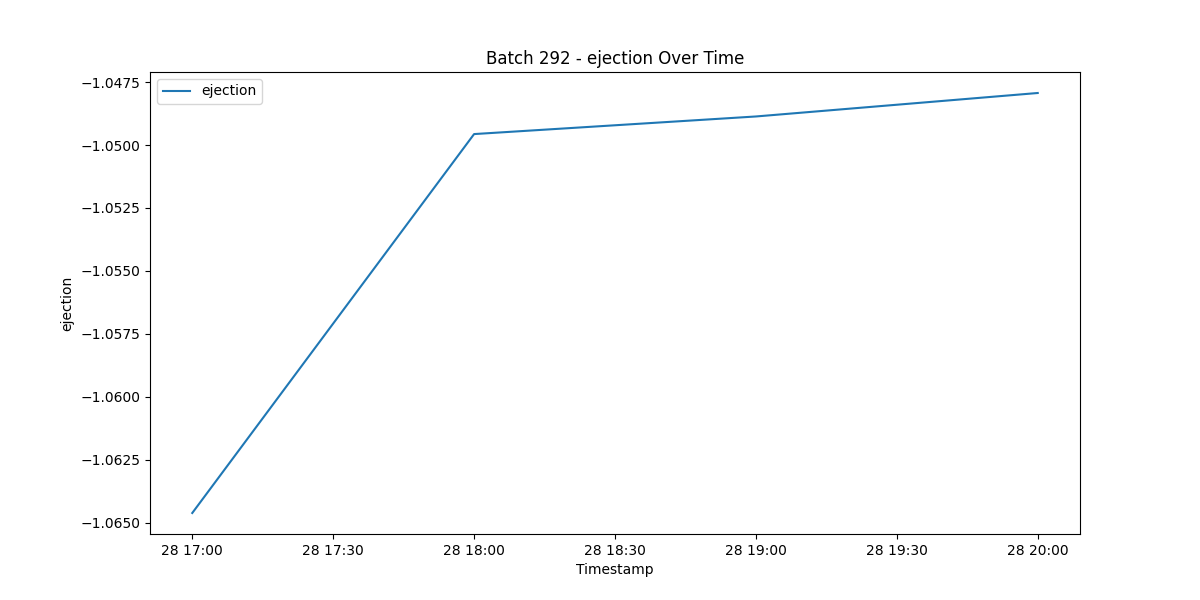 Batch 292 - ejection Over Time
ejection
−1.0475
−1.0500
−1.0525
−1.0550
−1.0575
−1.0600
−1.0625
−1.0650
ejection
28 17:00 28 17:30 28 18:00 28 18:30 28 19:00 28 19:30 28 20:00
Timestamp